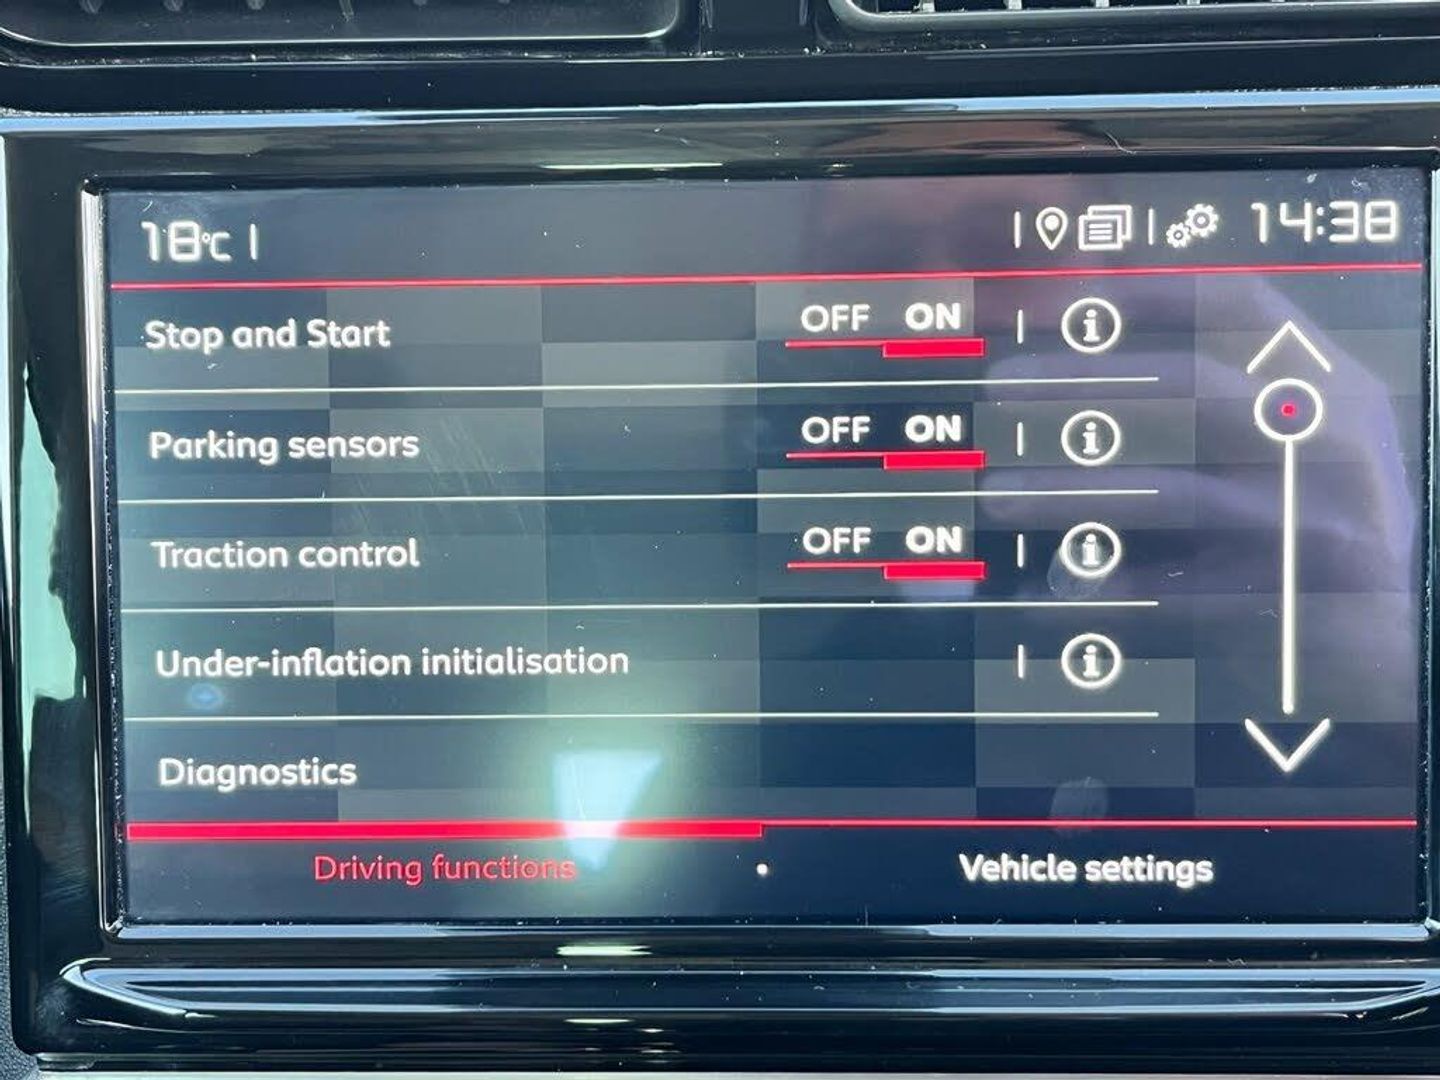 18°C
14:38
Stop and Start OFF ON i
Parking sensors OFF ON i
Traction control OFF ON i
Under-inflation initialisation i
Diagnostics
Driving functions Vehicle settings